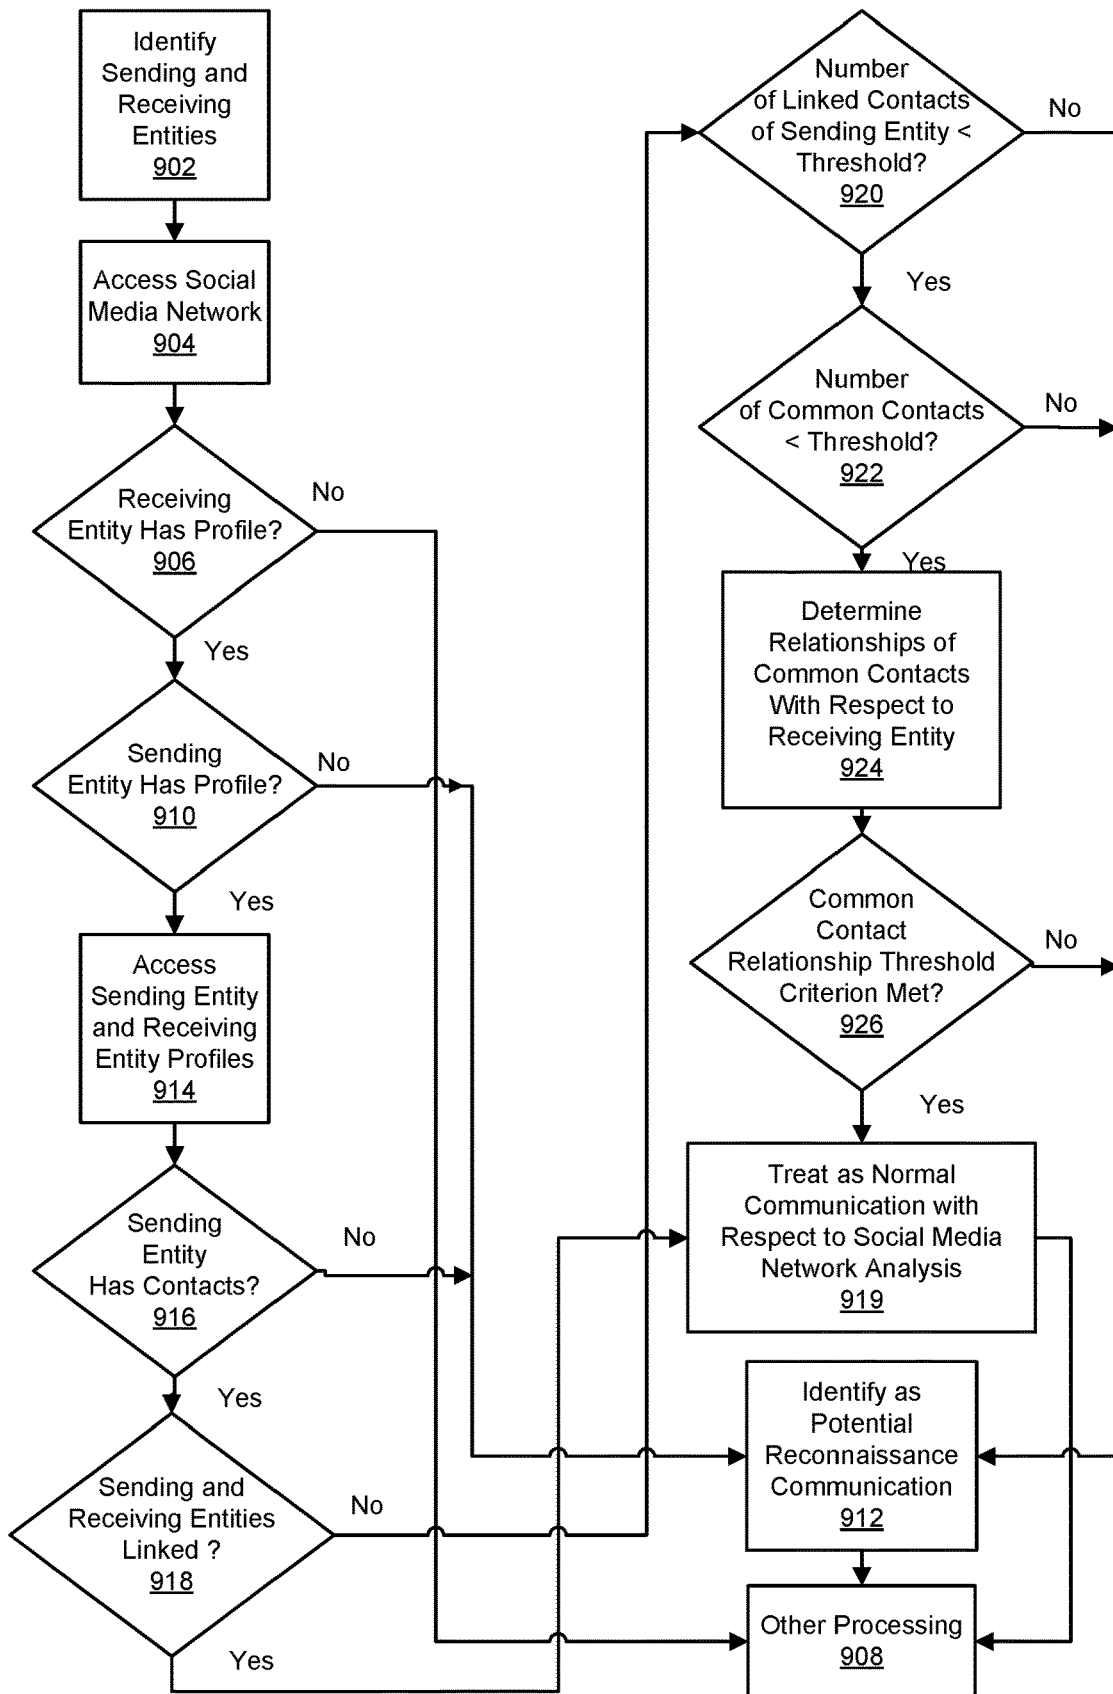 Identify
Sending and
Receiving
Entities
902
Access Social
Media Network
904
Receiving
Entity Has Profile?
906
No
Yes
Sending
Entity Has Profile?
910
No
Yes
Access
Sending Entity
and Receiving
Entity Profiles
914
Sending
Entity
Has Contacts?
916
No
Yes
Sending and
Receiving Entities
Linked ?
918
No
Yes
Number
of Linked Contacts
of Sending Entity <
Threshold?
920
No
Yes
Number
of Common Contacts
< Threshold?
922
No
Yes
Determine
Relationships of
Common Contacts
With Respect to
Receiving Entity
924
Common
Contact
Relationship Threshold
Criterion Met?
926
No
Yes
Treat as Normal
Communication with
Respect to Social Media
Network Analysis
919
Identify as
Potential
Reconnaissance
Communication
912
Other Processing
908